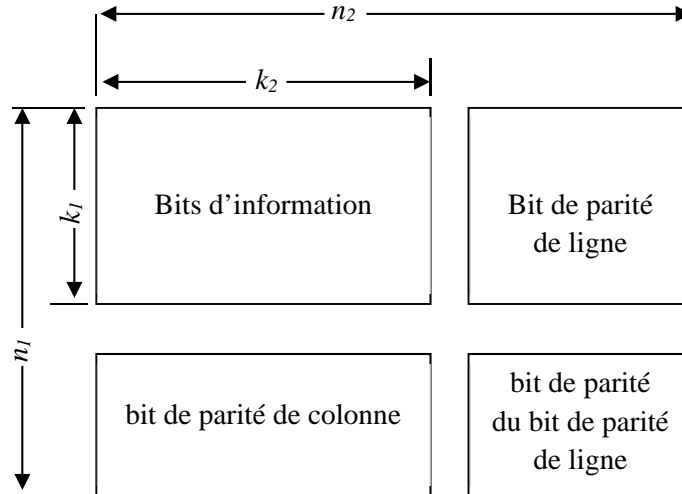 n₂
k₂
k₁
n₁
Bits d’information
Bit de parité
de ligne
bit de parité de colonne
bit de parité
du bit de parité
de ligne